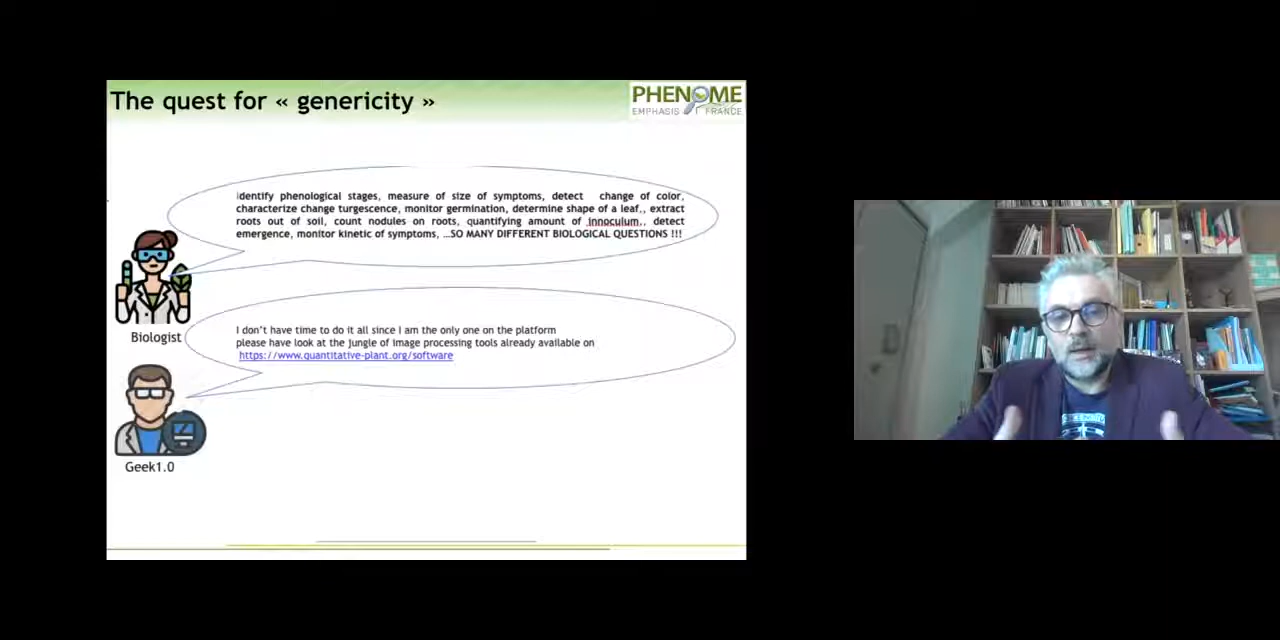 The quest for « genericity »
PHENOME
EMPHASIS FRANCE
Identify phenological stages, measure of size of symptoms, detect change of color,
characterize change turgescence, monitor germination, determine shape of a leaf,, extract
roots out of soil, count nodules on roots, quantifying amount of innoculum,, detect
emergence, monitor kinetic of symptoms, …SO MANY DIFFERENT BIOLOGICAL QUESTIONS !!!
Biologist
I don't have time to do it all since I am the only one on the platform
please have look at the jungle of image processing tools already available on
https://www.quantitative-plant.org/software
Geek1.0